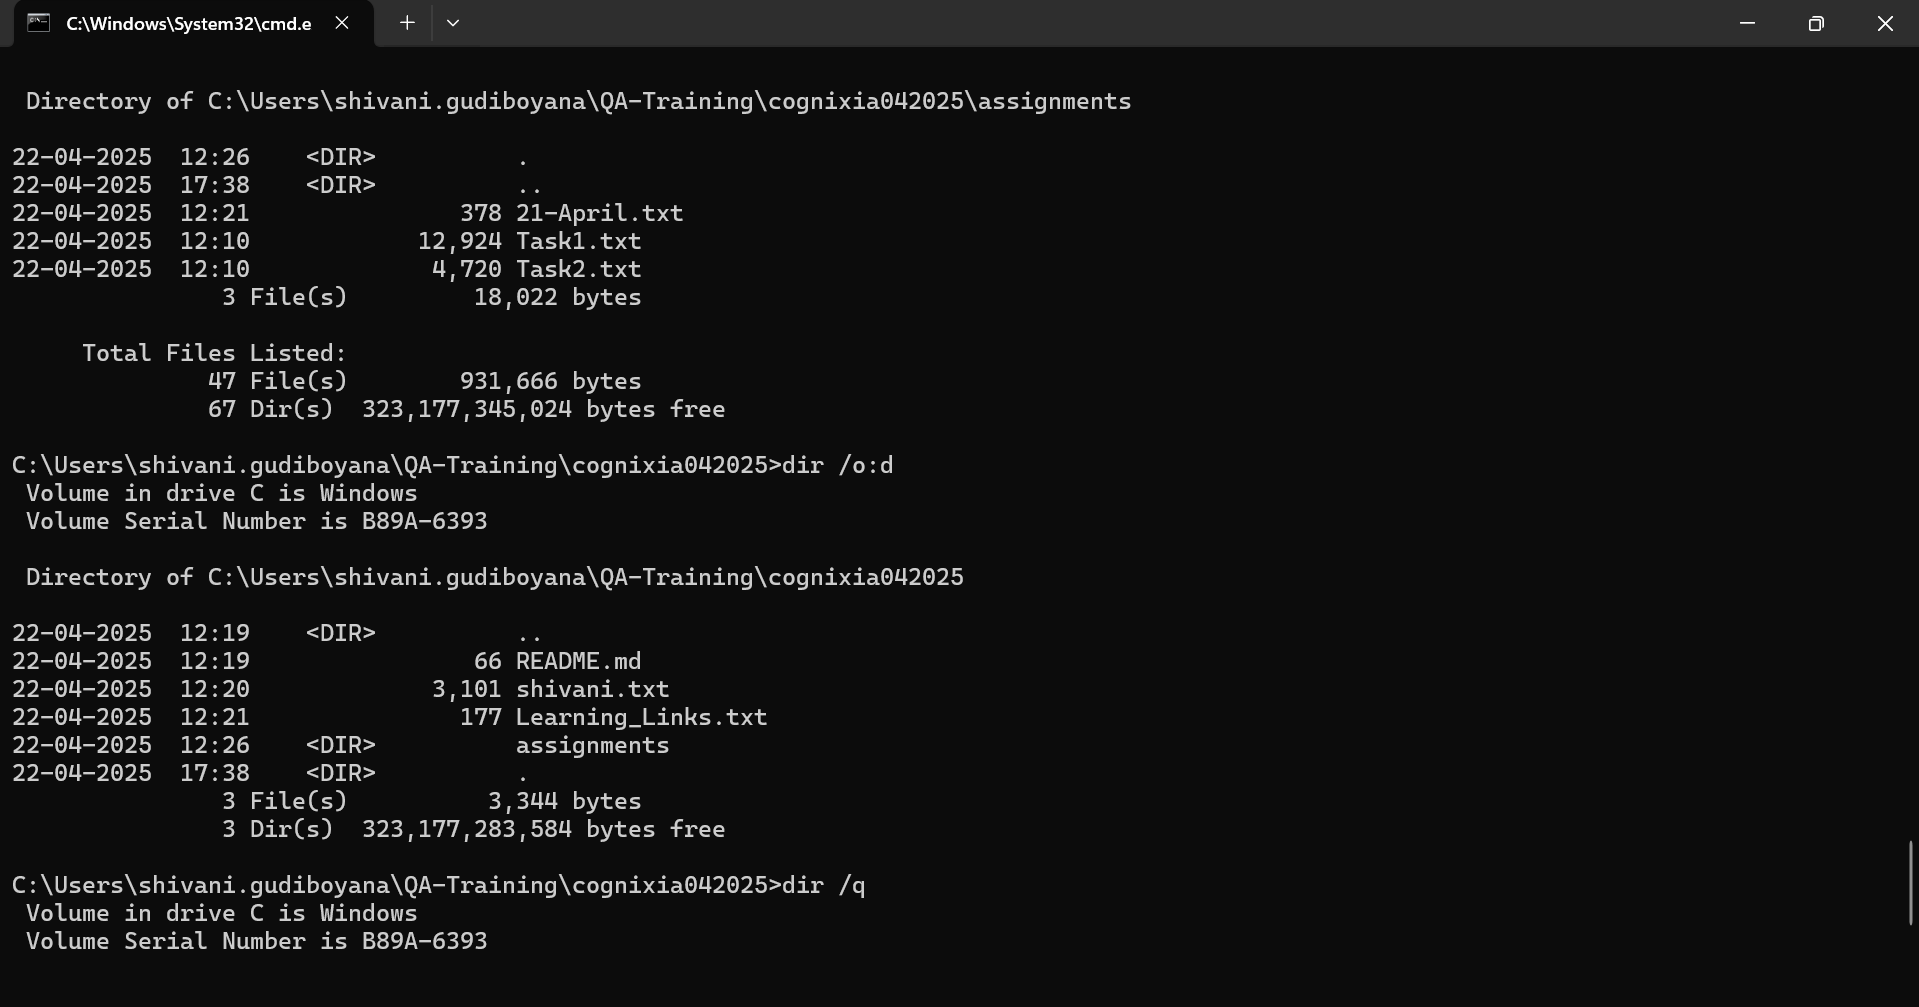 C:\Windows\System32\cmd.e
Directory of C:\Users\shivani.gudiboyana\QA-Training\cognixia042025\assignments
22-04-2025  12:26    <DIR>          .
22-04-2025  17:38    <DIR>          ..
22-04-2025  12:21               378 21-April.txt
22-04-2025  12:10            12,924 Task1.txt
22-04-2025  12:10             4,720 Task2.txt
               3 File(s)         18,022 bytes
     Total Files Listed:
              47 File(s)        931,666 bytes
              67 Dir(s)  323,177,345,024 bytes free
C:\Users\shivani.gudiboyana\QA-Training\cognixia042025>dir /o:d
 Volume in drive C is Windows
 Volume Serial Number is B89A-6393
 Directory of C:\Users\shivani.gudiboyana\QA-Training\cognixia042025
22-04-2025  12:19    <DIR>          ..
22-04-2025  12:19                66 README.md
22-04-2025  12:20             3,101 shivani.txt
22-04-2025  12:21               177 Learning_Links.txt
22-04-2025  12:26    <DIR>          assignments
22-04-2025  17:38    <DIR>          .
               3 File(s)          3,344 bytes
               3 Dir(s)  323,177,283,584 bytes free
C:\Users\shivani.gudiboyana\QA-Training\cognixia042025>dir /q
 Volume in drive C is Windows
 Volume Serial Number is B89A-6393